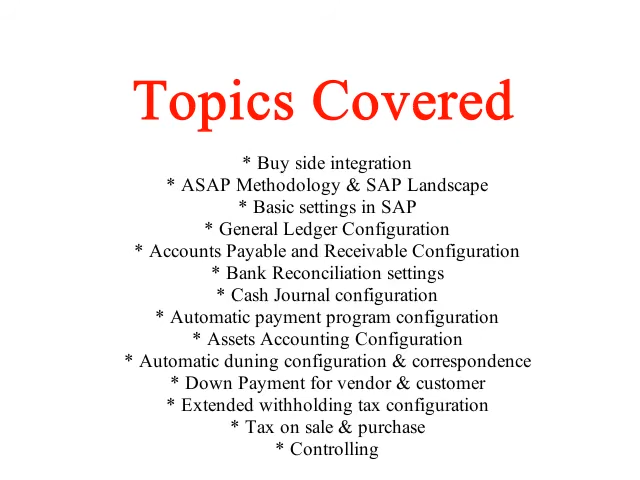 Topics Covered
* Buy side integration
* ASAP Methodology & SAP Landscape
* Basic settings in SAP
* General Ledger Configuration
* Accounts Payable and Receivable Configuration
* Bank Reconciliation settings
* Cash Journal configuration
* Automatic payment program configuration
* Assets Accounting Configuration
* Automatic duning configuration & correspondence
* Down Payment for vendor & customer
* Extended withholding tax configuration
* Tax on sale & purchase
* Controlling